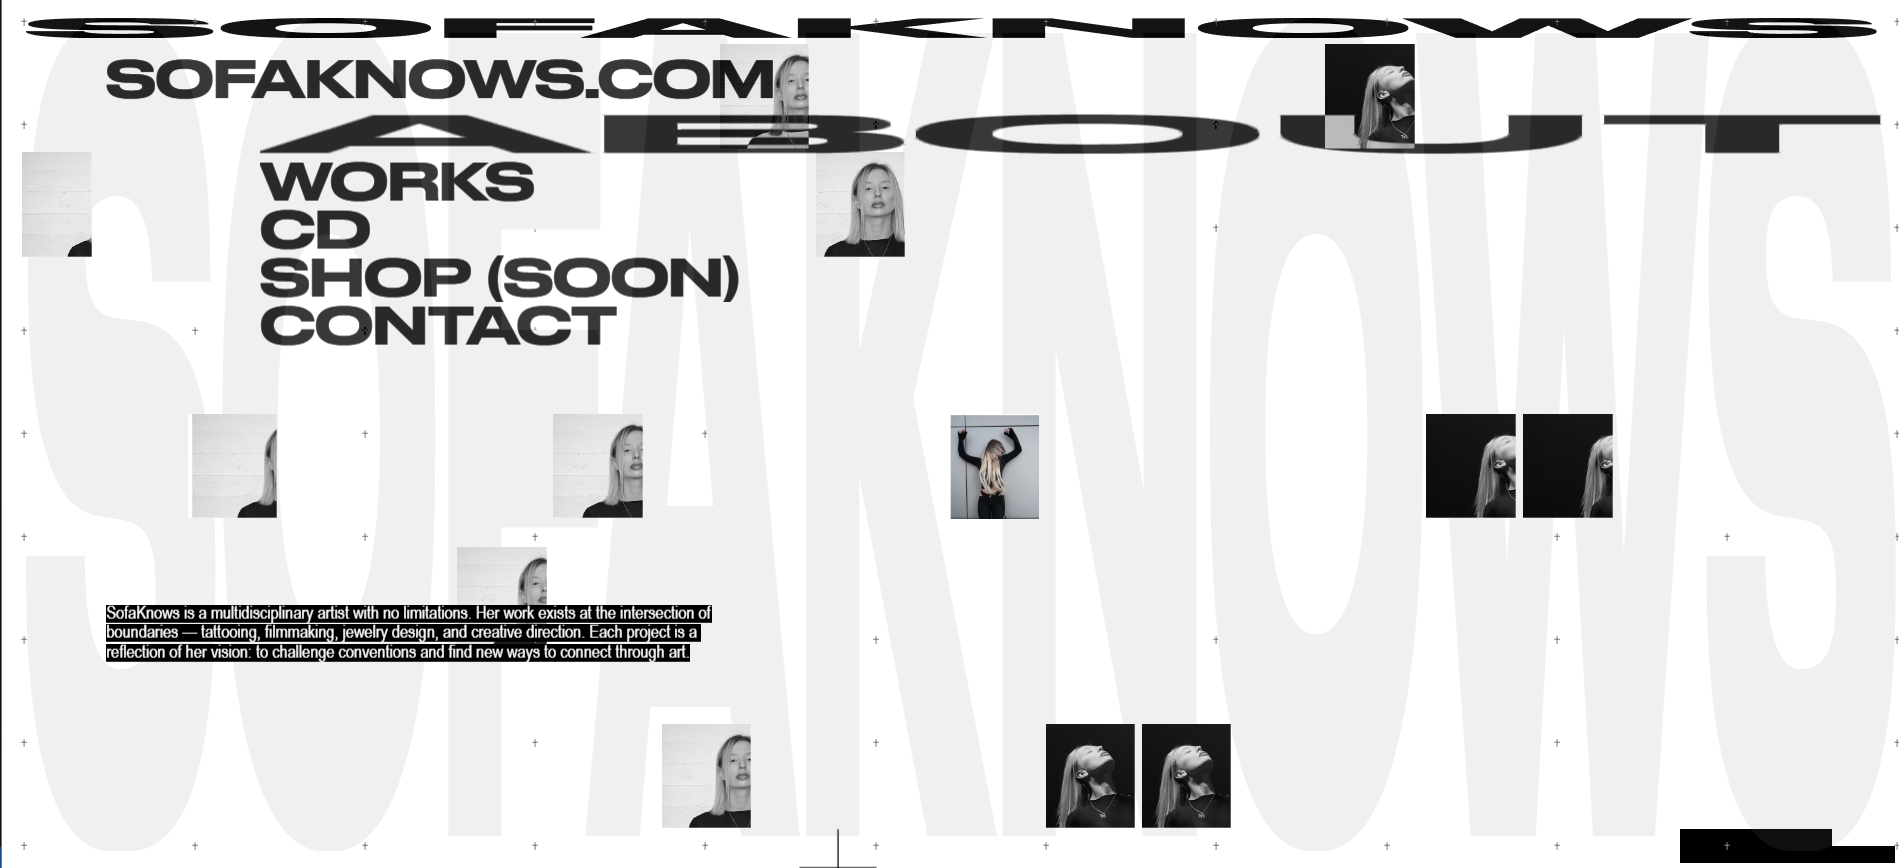 SOFAKNOWS
SOFAKNOWS.COM
ABOUT
WORKS
CD
SHOP (SOON)
CONTACT
SOFAKNOWS
SofaKnows is a multidisciplinary artist with no limitations. Her work exists at the intersection of
boundaries — tattooing, filmmaking, jewelry design, and creative direction. Each project is a
reflection of her vision: to challenge conventions and find new ways to connect through art.